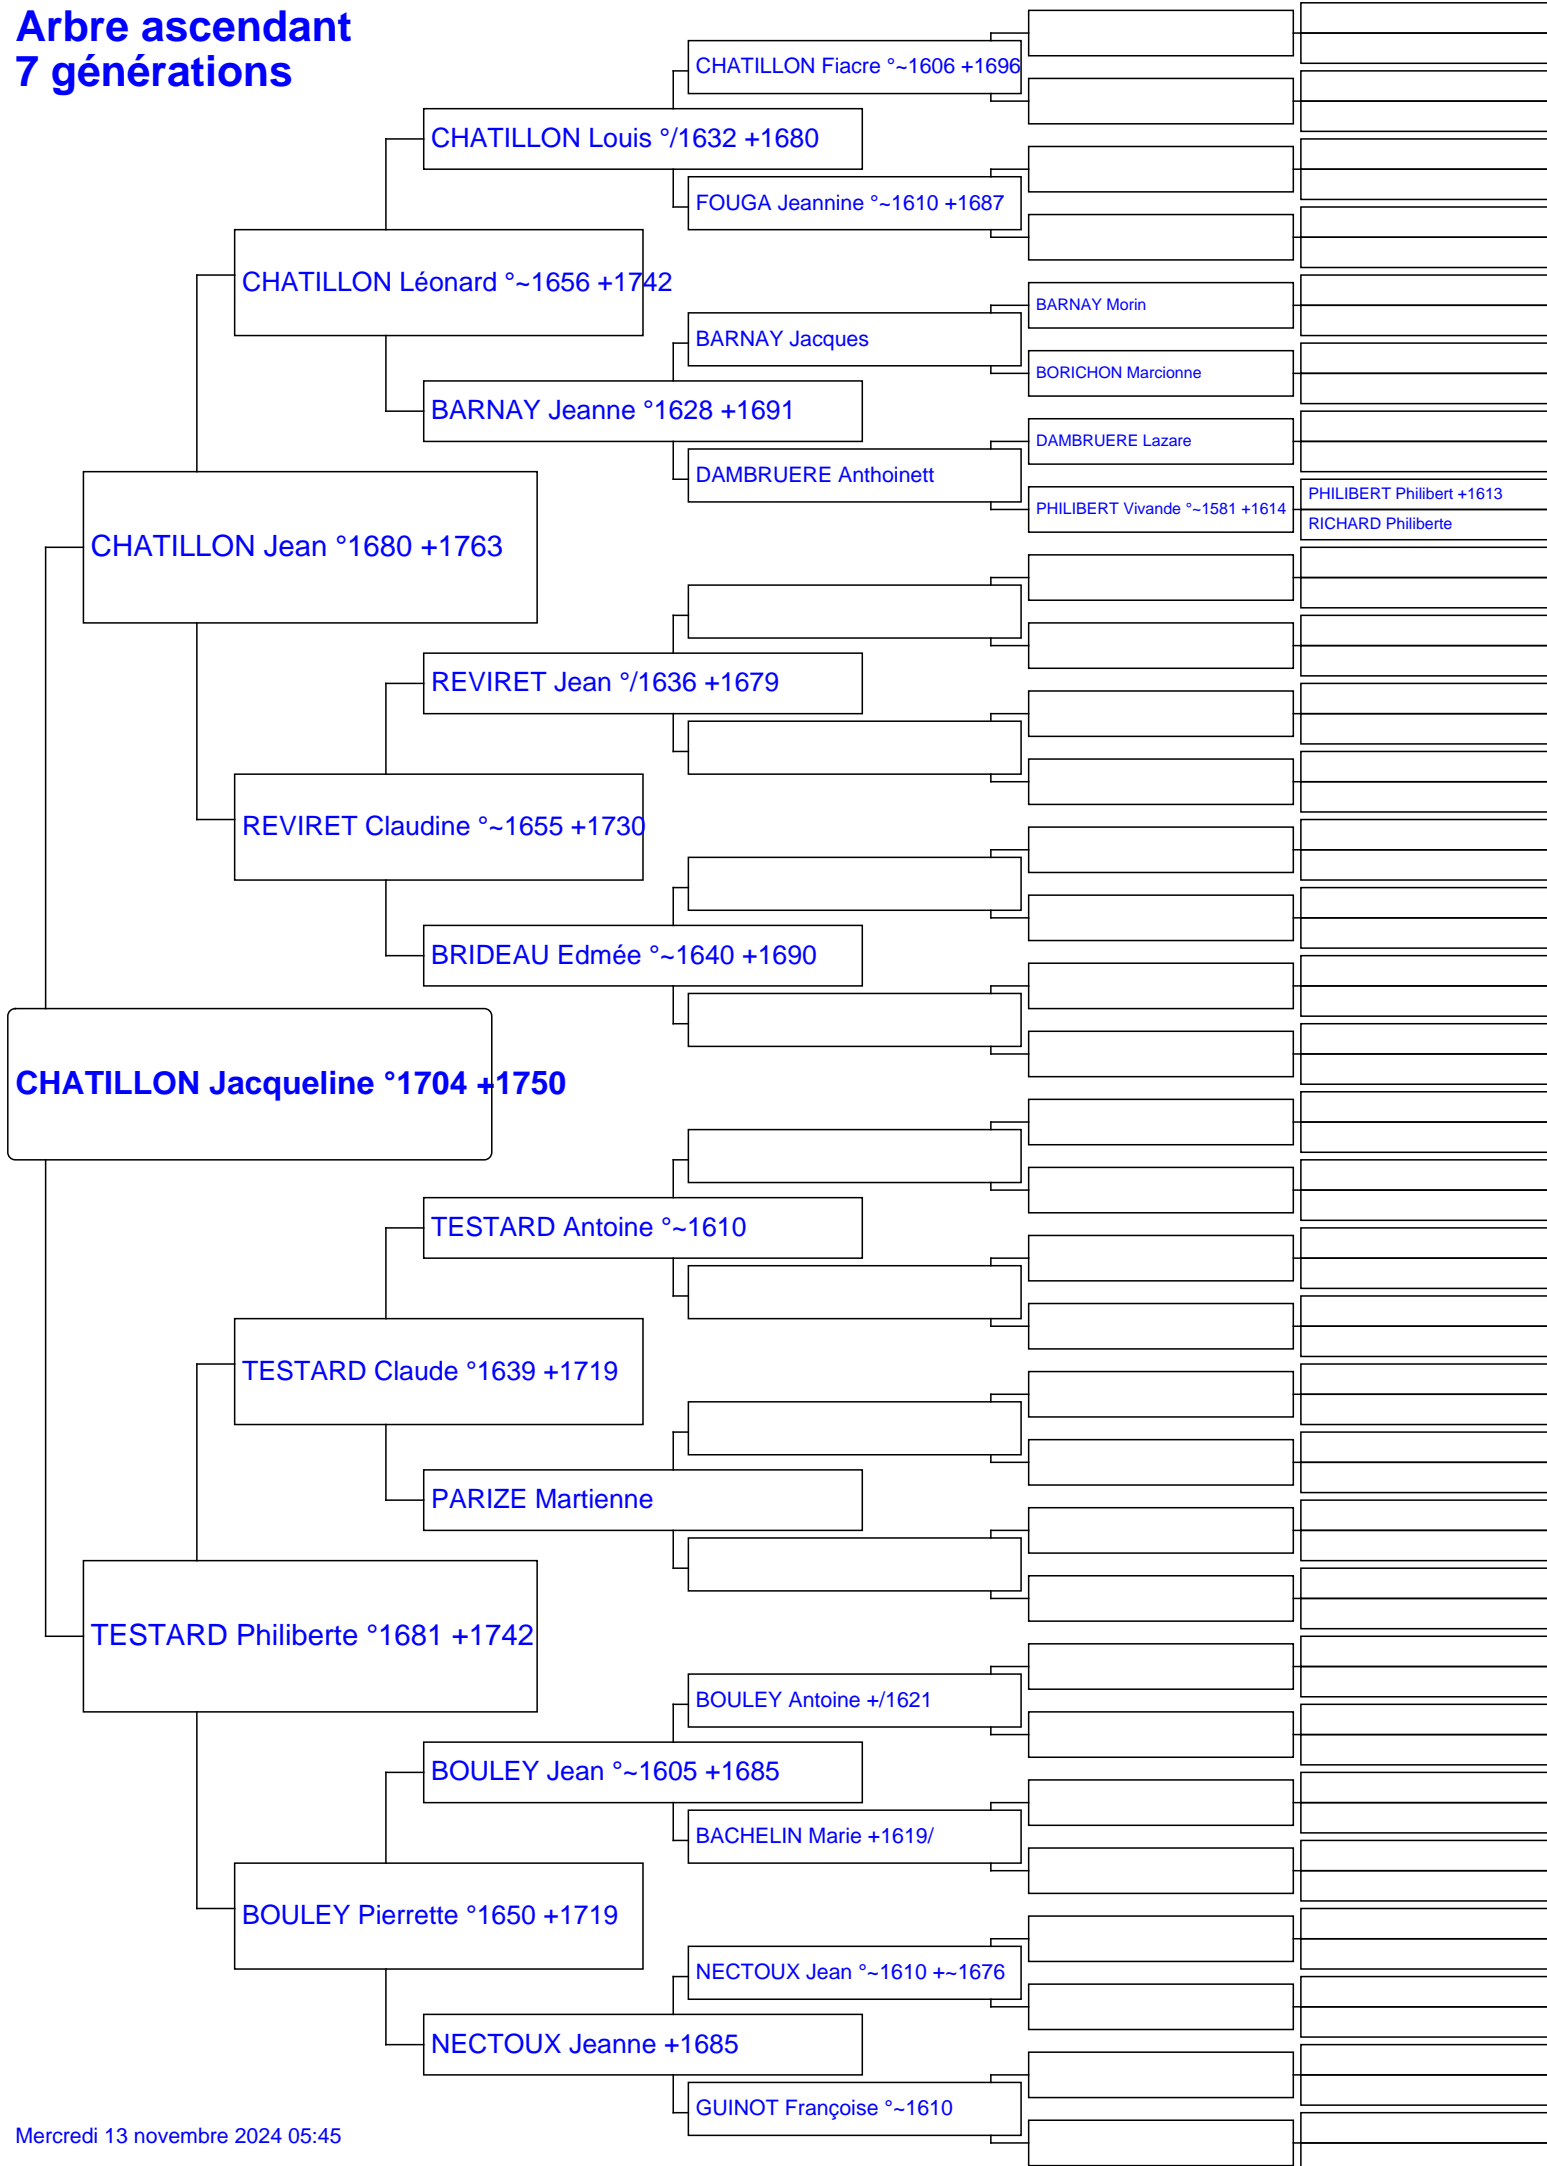 Arbre ascendant
7 générations
CHATILLON Fiacre °~1606 +1696
CHATILLON Louis °/1632 +1680
FOUGA Jeannine °~1610 +1687
CHATILLON Léonard °~1656 +1742
BARNAY Morin
BARNAY Jacques
BORICHON Marcionne
BARNAY Jeanne °1628 +1691
DAMBRUERE Lazare
DAMBRUERE Anthoinett
PHILIBERT Philibert +1613
PHILIBERT Vivande °~1581 +1614
RICHARD Philiberte
CHATILLON Jean °1680 +1763
REVIRET Jean °/1636 +1679
REVIRET Claudine °~1655 +1730
BRIDEAU Edmée °~1640 +1690
CHATILLON Jacqueline °1704 +1750
TESTARD Antoine °~1610
TESTARD Claude °1639 +1719
PARIZE Martienne
TESTARD Philiberte °1681 +1742
BOULEY Antoine +/1621
BOULEY Jean °~1605 +1685
BACHELIN Marie +1619/
BOULEY Pierrette °1650 +1719
NECTOUX Jean °~1610 +~1676
NECTOUX Jeanne +1685
GUINOT Françoise °~1610
Mercredi 13 novembre 2024 05:45